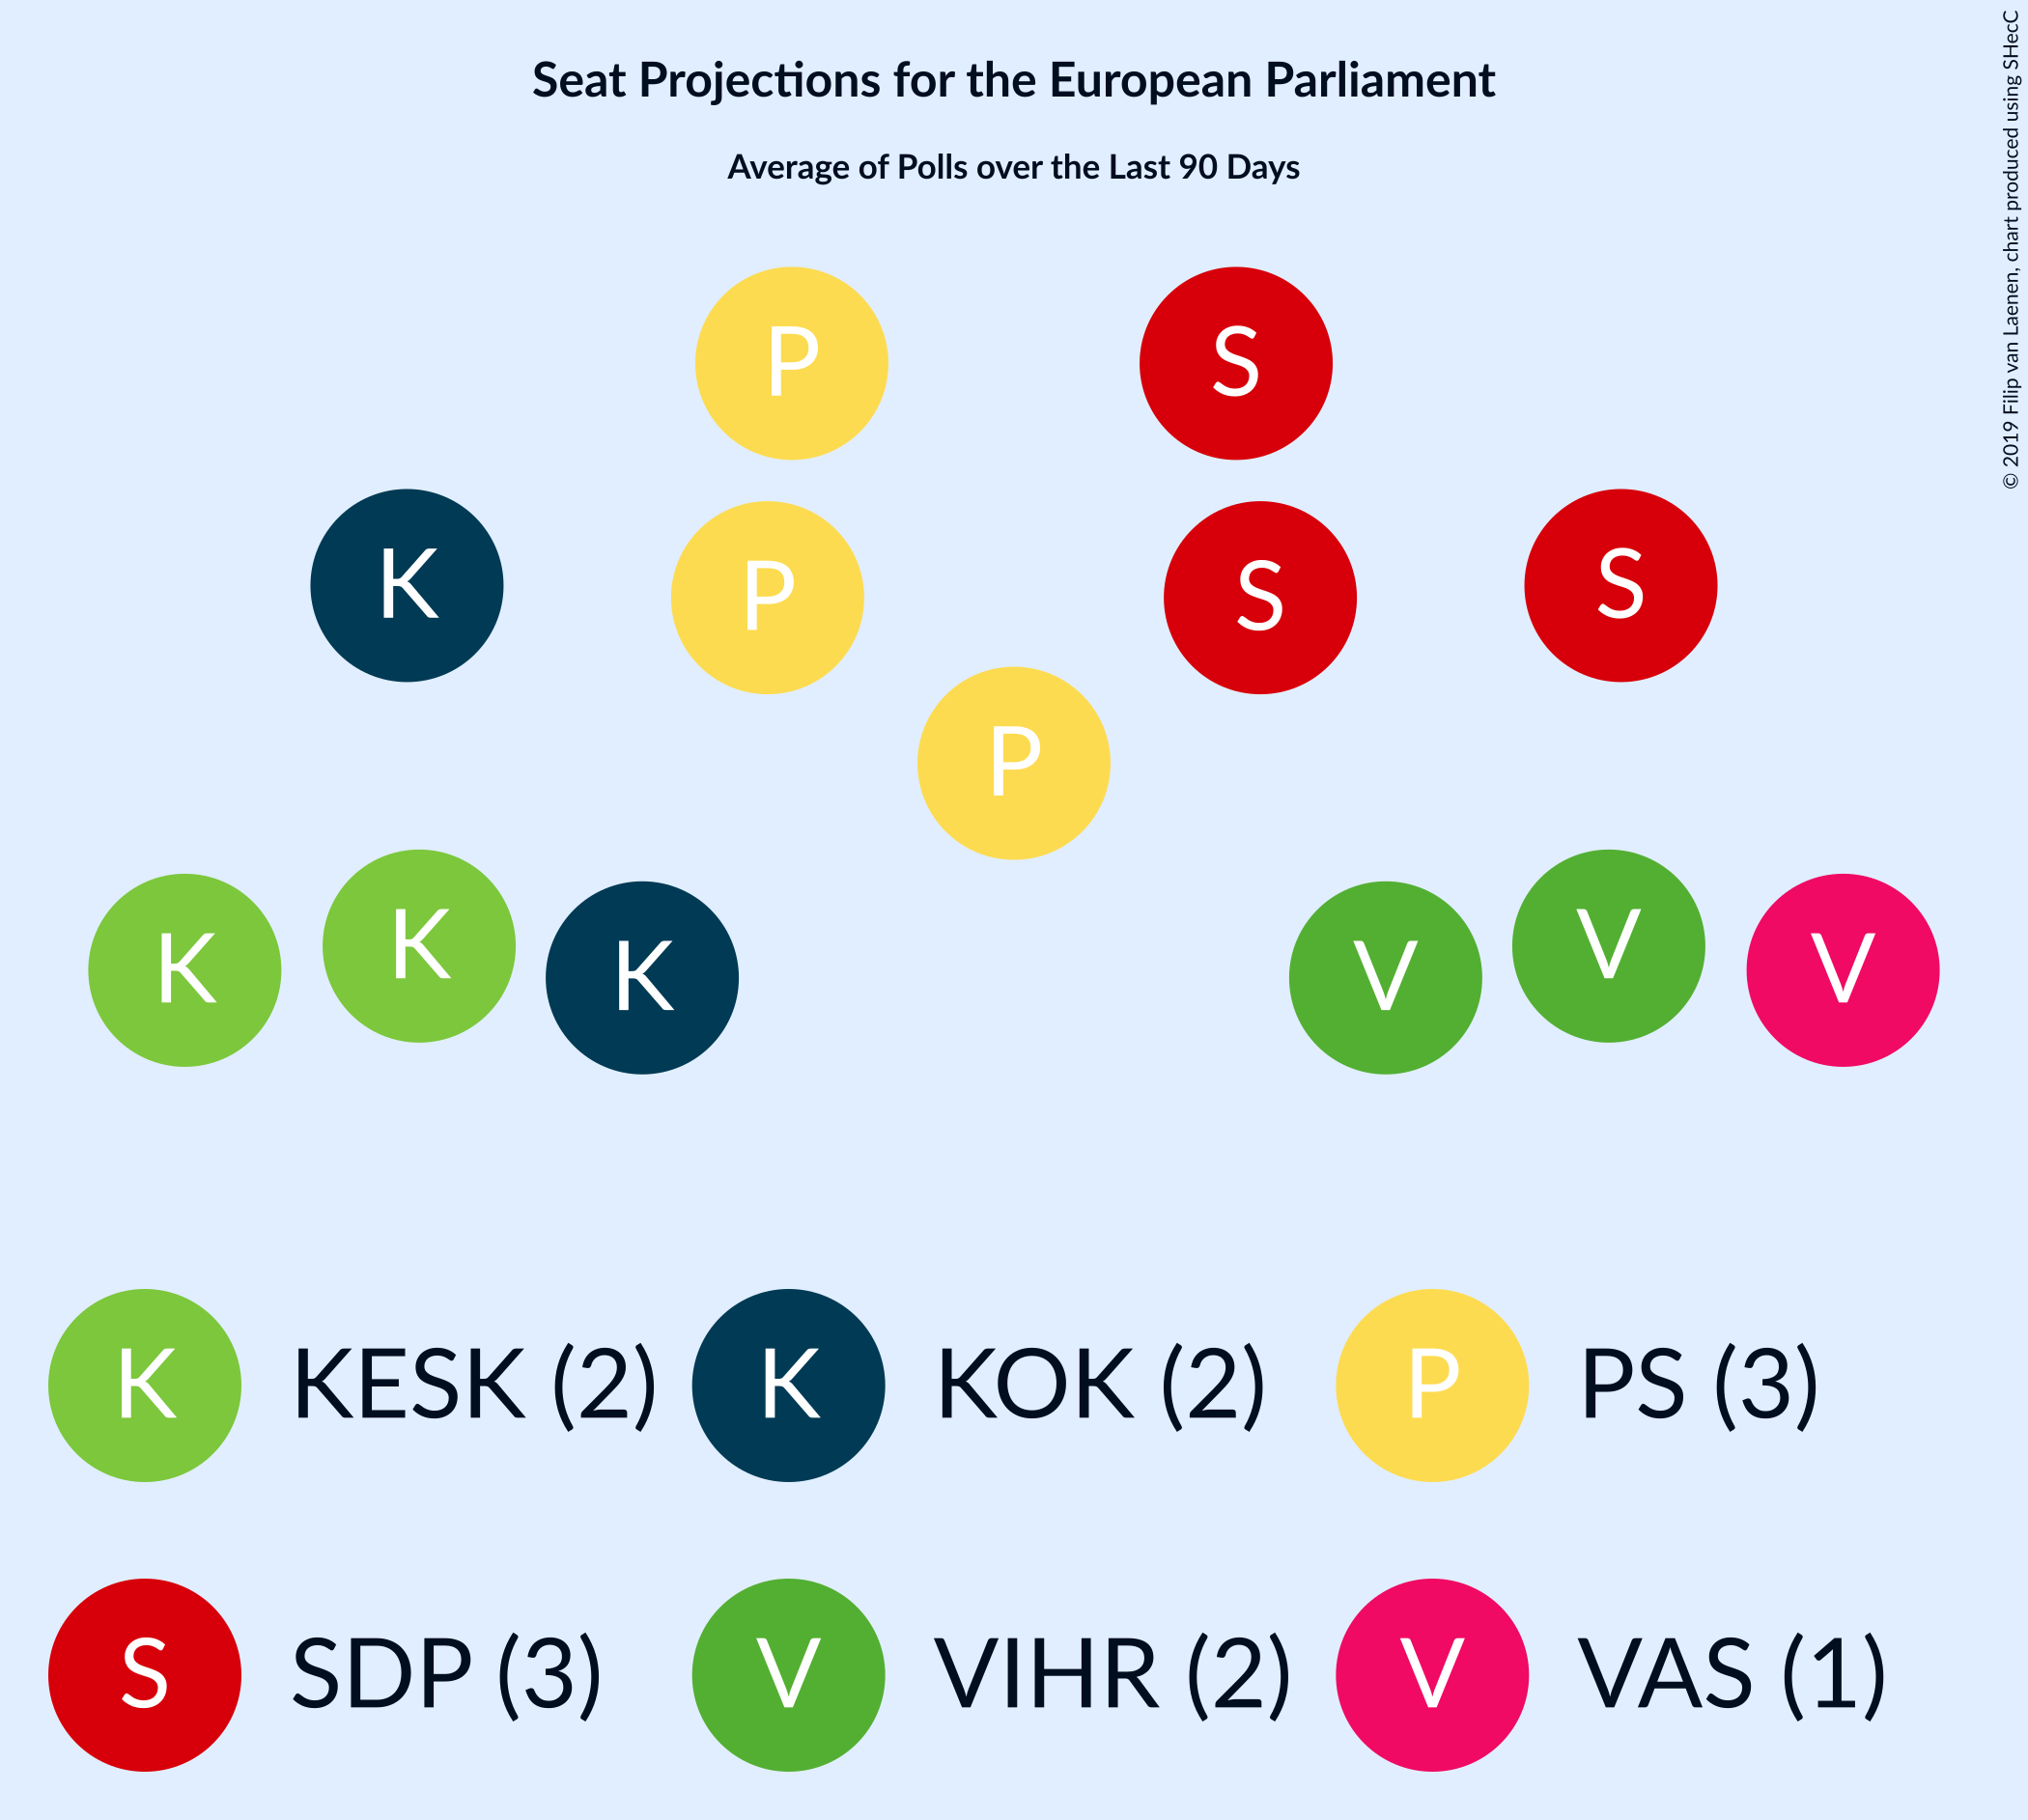 Seat Projections for the European Parliament
Average of Polls over the Last 90 Days
© 2019 Filip van Laenen, chart produced using SHecC
P S
K P S S
P
K K K V V V
K KESK (2) K KOK (2) P PS (3)
S SDP (3) V VIHR (2) V VAS (1)